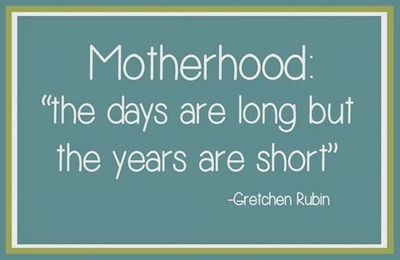 Motherhood:
“the days are long but
the years are short”
-Gretchen Rubin